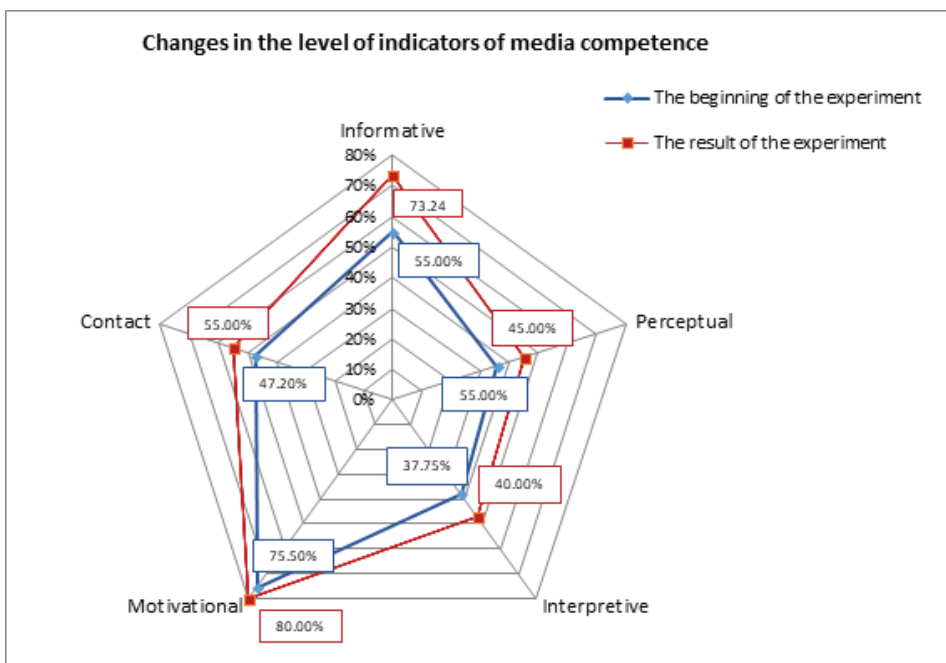 Changes in the level of indicators of media competence
The beginning of the experiment
The result of the experiment
Informative
80%
70%
60%
50%
40%
30%
20%
10%
0%
73.24
55.00%
Contact
55.00%
47.20%
45.00%
Perceptual
55.00%
37.75%
40.00%
75.50%
Motivational
80.00%
Interpretive